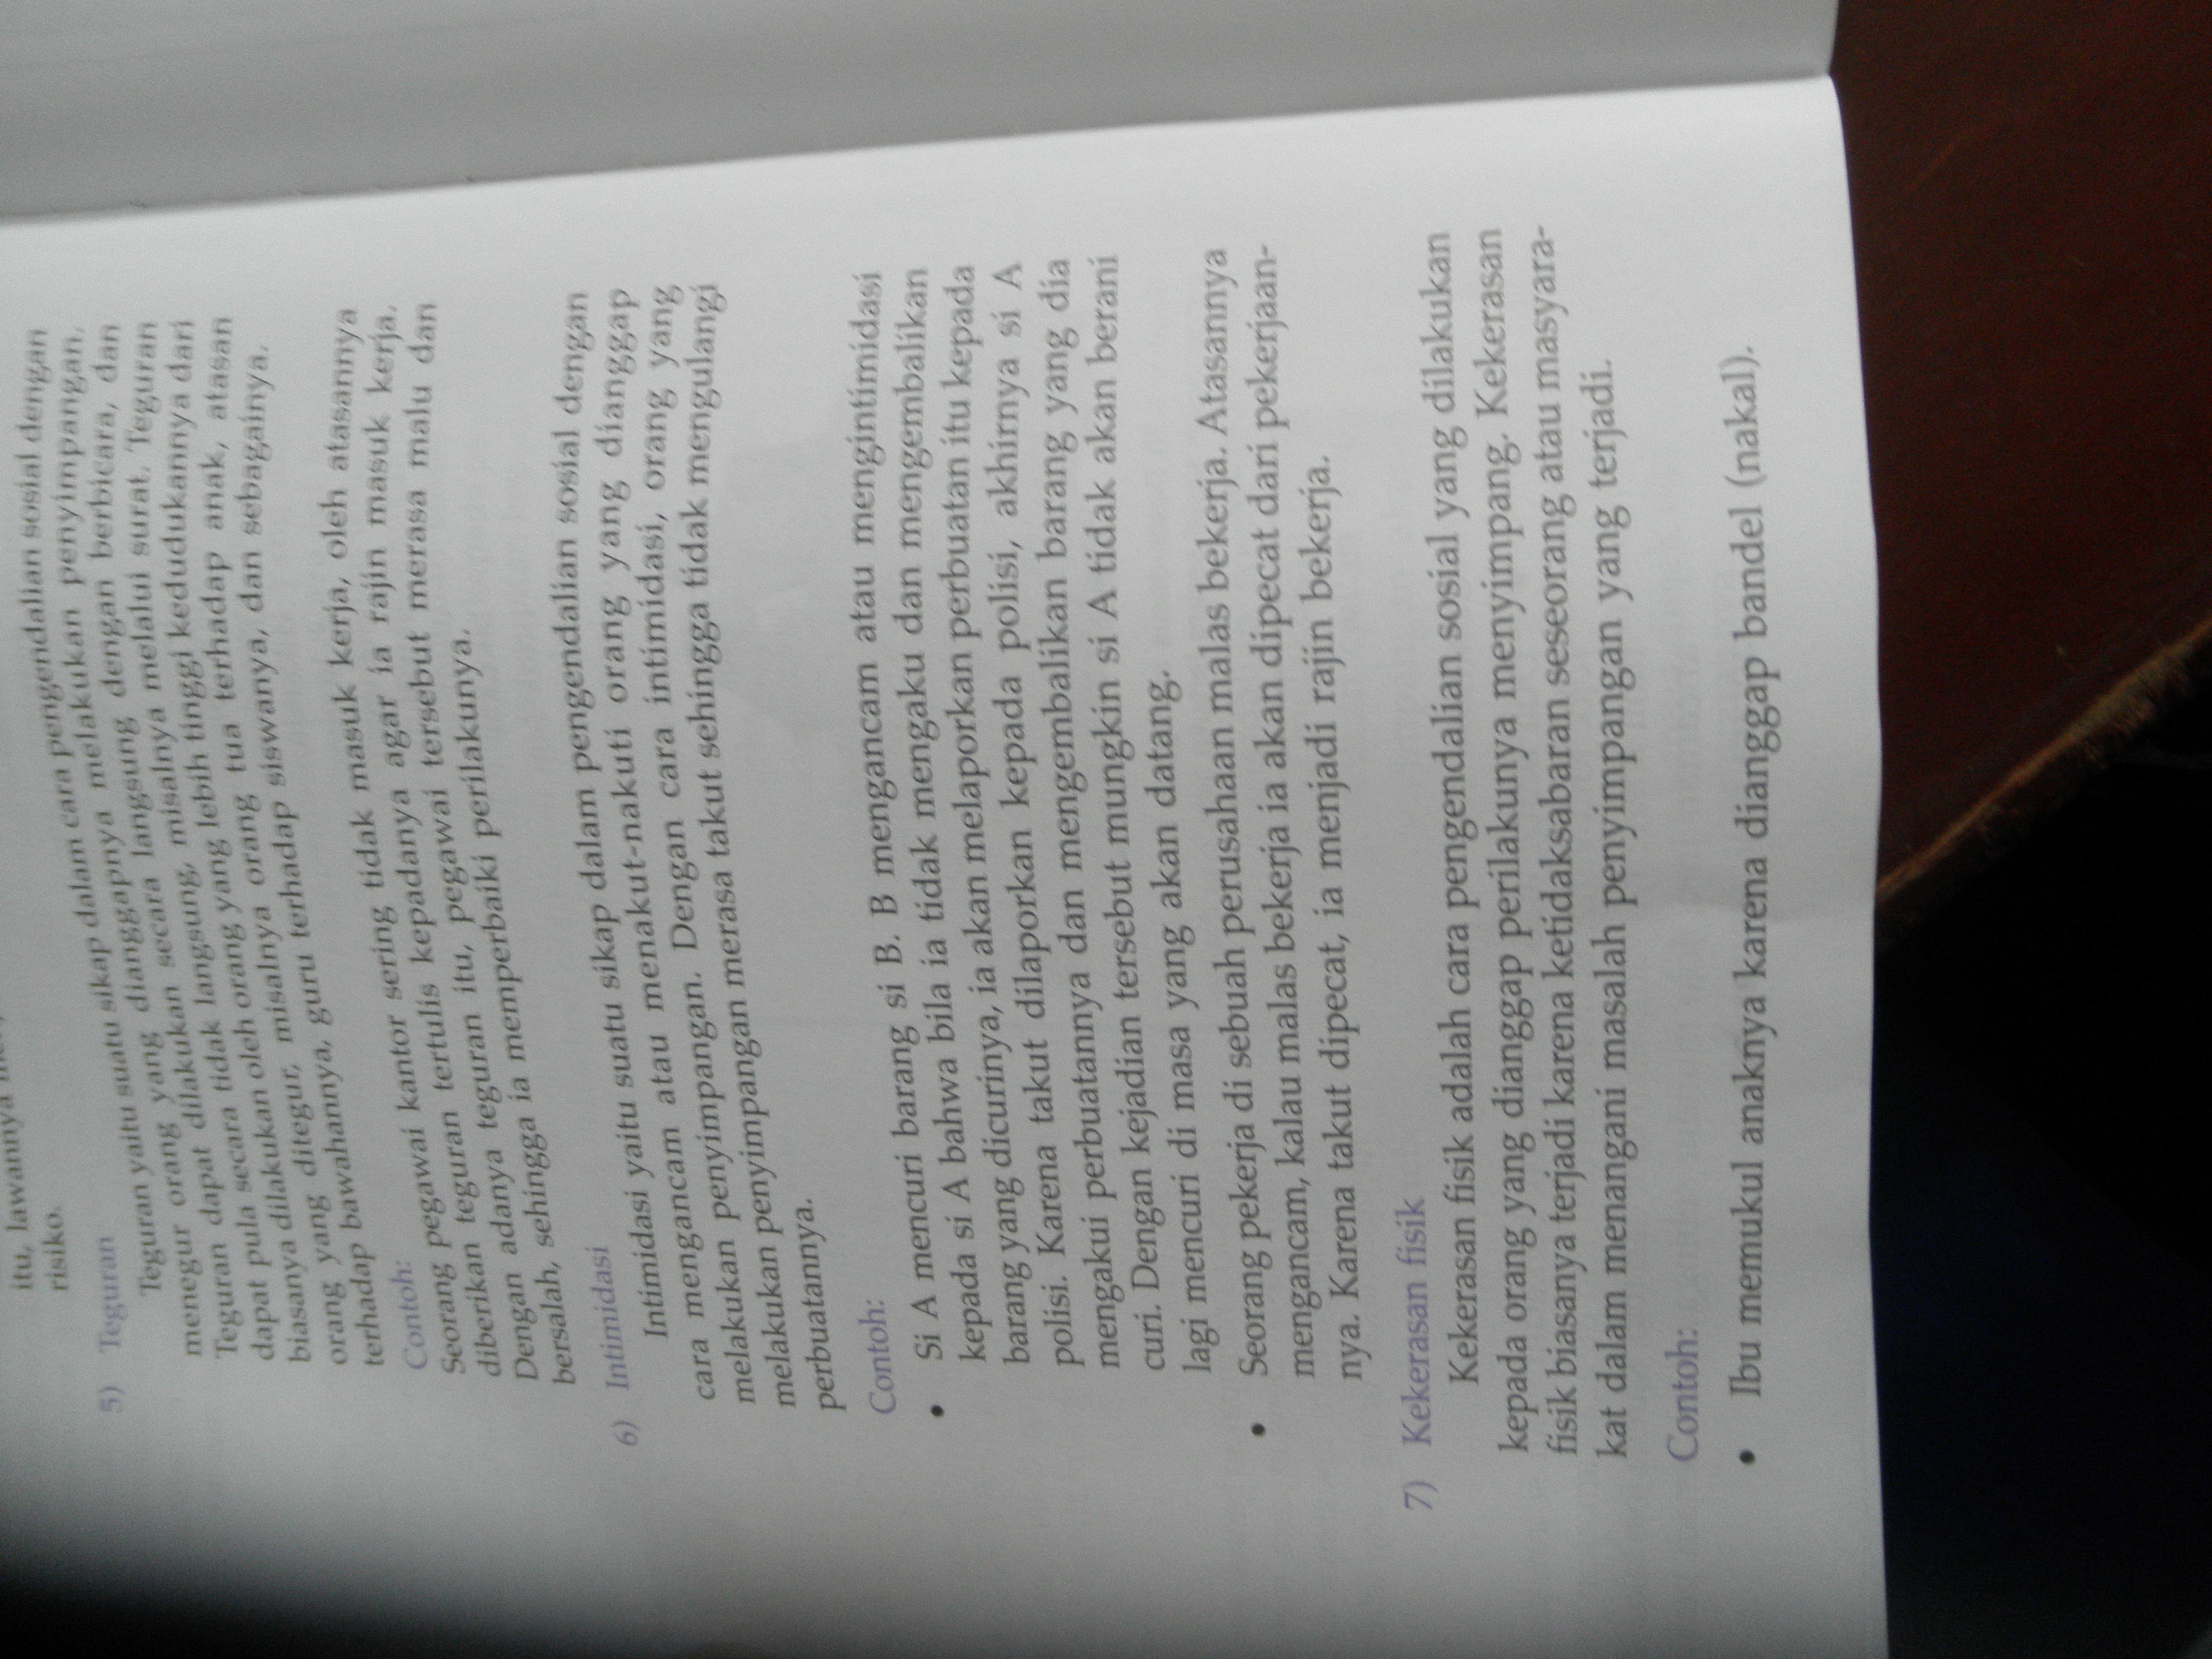 itu, lawannya
risiko.
5) Teguran
Teguran yaitu suatu sikap dalam cara pengendalian sosial dengan
menegur orang yang dianggapnya melakukan penyimpangan.
Teguran dapat dilakukan secara langsung dengan berbicara, dan
dapat pula secara tidak langsung, misalnya melalui surat. Teguran
biasanya dilakukan oleh orang yang lebih tinggi kedudukannya dari
orang yang ditegur, misalnya orang tua terhadap anak, atasan
terhadap bawahannya, guru terhadap siswanya, dan sebagainya.
Contoh:
Seorang pegawai kantor sering tidak masuk kerja, oleh atasannya
diberikan teguran tertulis kepadanya agar ia rajin masuk kerja.
Dengan adanya teguran itu, pegawai tersebut merasa malu dan
bersalah, sehingga ia memperbaiki perilakunya.
6) Intimidasi
Intimidasi yaitu suatu sikap dalam pengendalian sosial dengan
cara mengancam atau menakut-nakuti orang yang dianggap
melakukan penyimpangan. Dengan cara intimidasi, orang yang
melakukan penyimpangan merasa takut sehingga tidak mengulangi
perbuatannya.
Contoh:
• Si A mencuri barang si B. B mengancam atau mengintimidasi
kepada si A bahwa bila ia tidak mengaku dan mengembalikan
barang yang dicurinya, ia akan melaporkan perbuatan itu kepada
polisi. Karena takut dilaporkan kepada polisi, akhirnya si A
mengakui perbuatannya dan mengembalikan barang yang dia
curi. Dengan kejadian tersebut mungkin si A tidak akan berani
lagi mencuri di masa yang akan datang.
• Seorang pekerja di sebuah perusahaan malas bekerja. Atasannya
mengancam, kalau malas bekerja ia akan dipecat dari pekerjaan-
nya. Karena takut dipecat, ia menjadi rajin bekerja.
7) Kekerasan fisik
Kekerasan fisik adalah cara pengendalian sosial yang dilakukan
kepada orang yang dianggap perilakunya menyimpang. Kekerasan
fisik biasanya terjadi karena ketidaksabaran seseorang atau masyara-
kat dalam menangani masalah penyimpangan yang terjadi.
Contoh:
• Ibu memukul anaknya karena dianggap bandel (nakal).